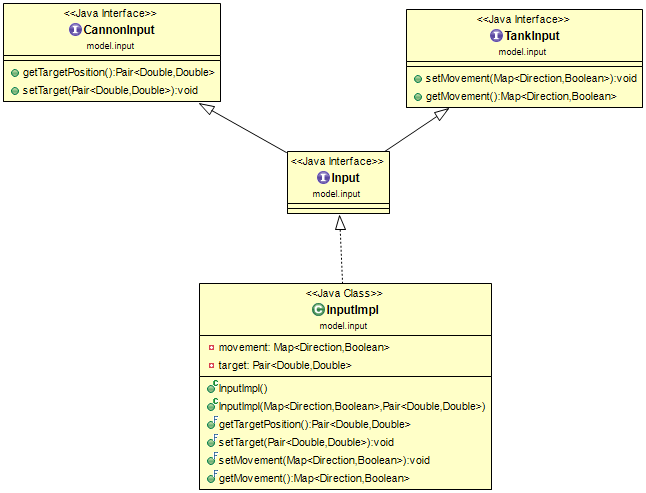 <<Java Interface>>
CannonInput
model.input
getTargetPosition():Pair<Double,Double>
setTarget(Pair<Double,Double>):void
<<Java Interface>>
TankInput
model.input
setMovement(Map<Direction,Boolean>):void
getMovement():Map<Direction,Boolean>
<<Java Interface>>
Input
model.input
<<Java Class>>
InputImpl
model.input
movement: Map<Direction,Boolean>
target: Pair<Double,Double>
InputImpl()
InputImpl(Map<Direction,Boolean>,Pair<Double,Double>)
getTargetPosition():Pair<Double,Double>
setTarget(Pair<Double,Double>):void
setMovement(Map<Direction,Boolean>):void
getMovement():Map<Direction,Boolean>